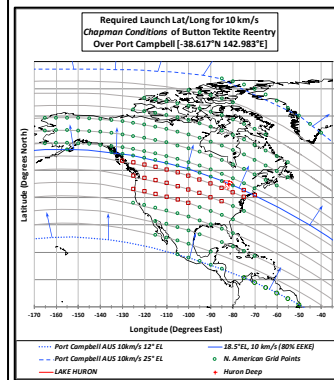 Required Launch Lat/Long for 10 km/s
Chapman Conditions of Button Tektite Reentry
Over Port Campbell [-38.617°N 142.983°E]
Latitude (Degrees North)
-170 -160 -150 -140 -130 -120 -110 -100 -90 -80 -70 -60 -50 -40
Longitude (Degrees East)
Port Campbell AUS 10km/s 12° EL
18.5°EL, 10 km/s (80% EEKE)
Port Campbell AUS 10km/s 25° EL
N. American Grid Points
LAKE HURON
Huron Deep